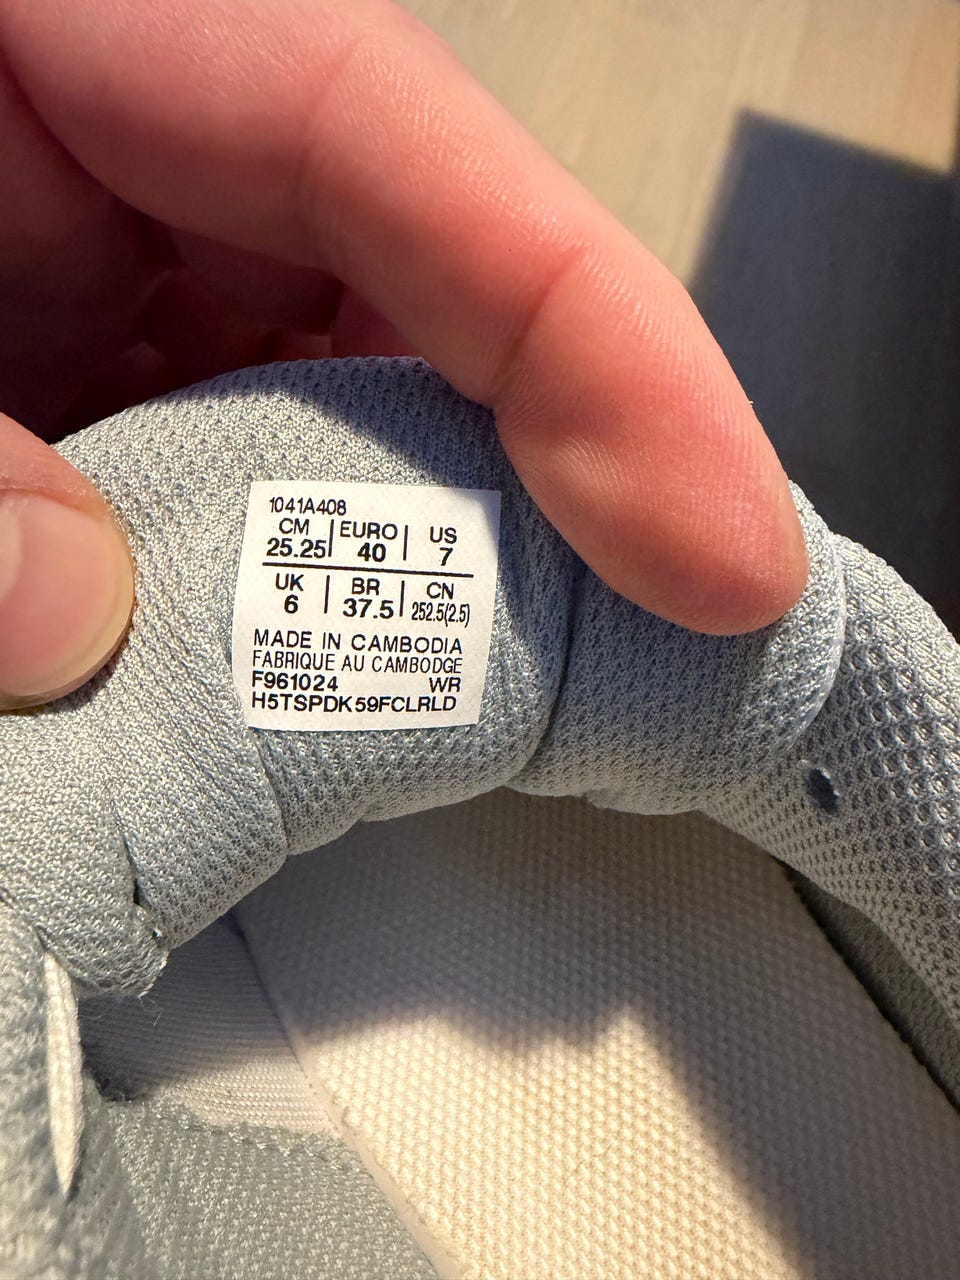 1041A408
CM | EURO | US
25.25 | 40 | 7
UK | BR | CN
6 | 37.5 | 252.5(2.5)
MADE IN CAMBODIA
FABRIQUE AU CAMBODGE
F961024 WR
H5TSPDK59FCLRLD